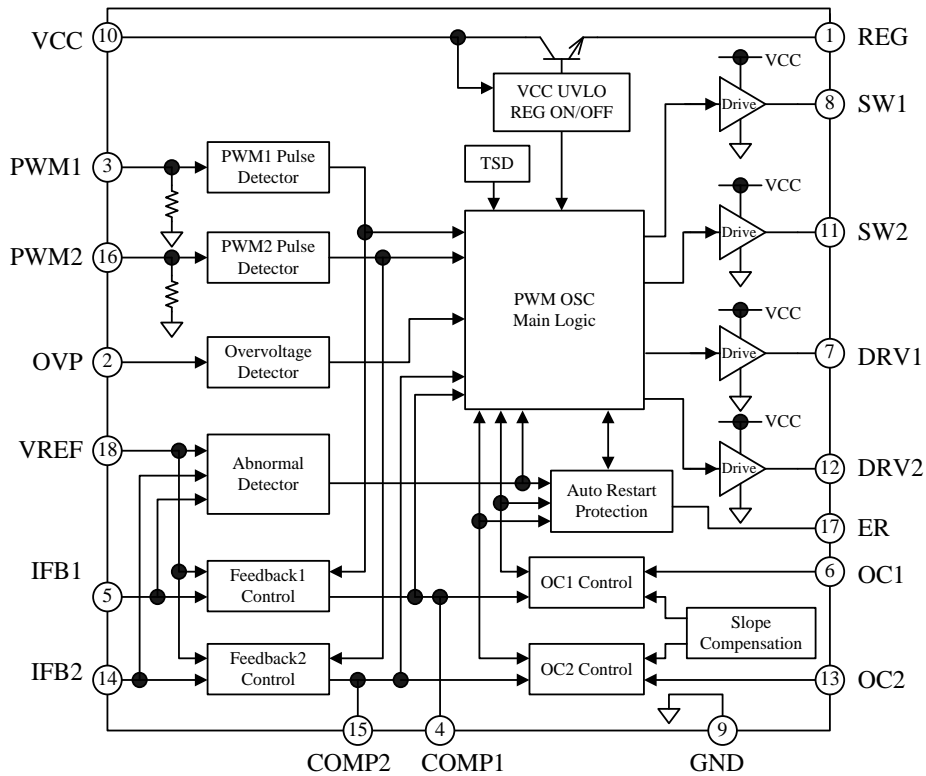 VCC
10
1
REG
VCC UVLO
REG ON/OFF
VCC
Drive
8
SW1
PWM1
3
PWM1 Pulse
Detector
TSD
VCC
Drive
11
SW2
PWM2
16
PWM2 Pulse
Detector
PWM OSC
Main Logic
VCC
Drive
7
DRV1
OVP
2
Overvoltage
Detector
VCC
Drive
12
DRV2
VREF
18
Abnormal
Detector
Auto Restart
Protection
17
ER
IFB1
5
Feedback1
Control
OC1 Control
6
OC1
Slope
Compensation
IFB2
14
Feedback2
Control
OC2 Control
13
OC2
15
4
9
COMP2
COMP1
GND